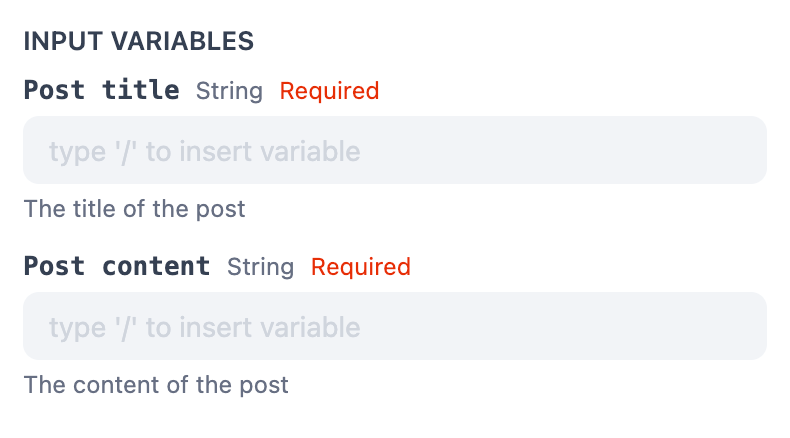 INPUT VARIABLES
Post title String Required
type '/' to insert variable
The title of the post
Post content String Required
type '/' to insert variable
The content of the post